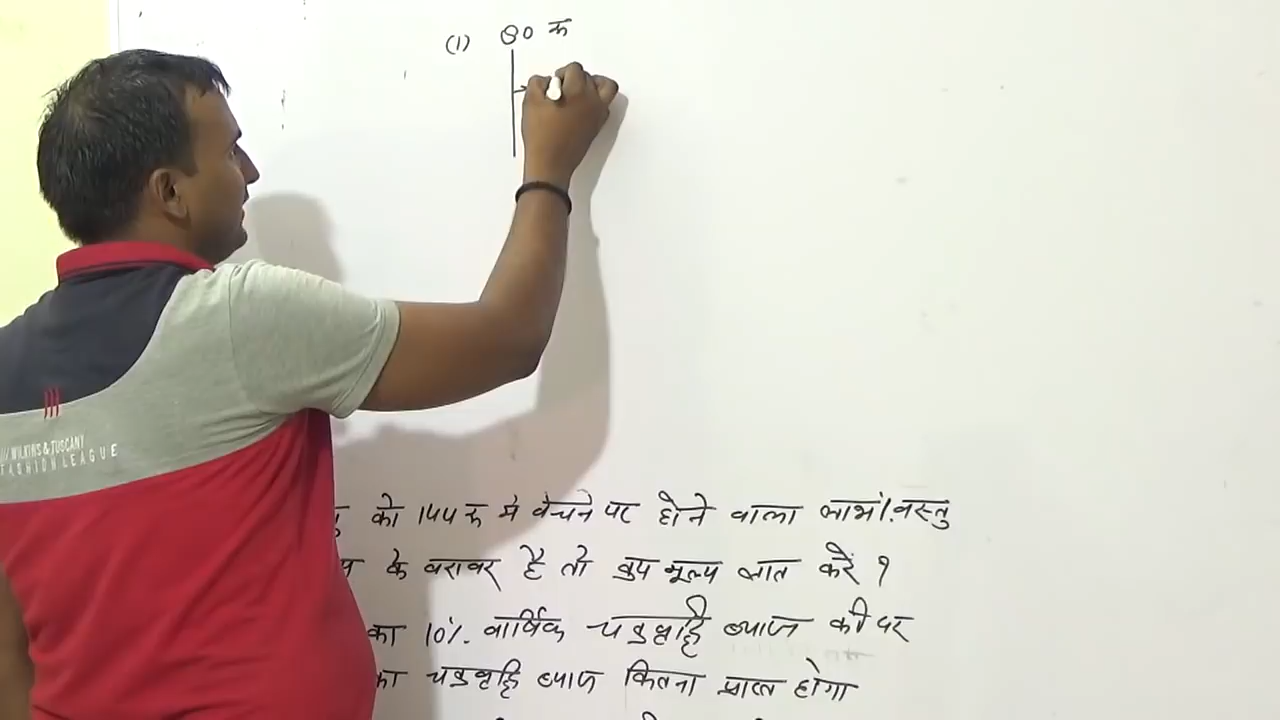 (1) 80 रु
को 144 रु मे वेचने पर होने वाला लाभ% वस्तु
के बराबर है तो क्रय मूल्य ज्ञात करें ?
का 10% वार्षिक चक्रवृद्धि ब्याज की दर
का चक्रवृद्धि ब्याज कितना प्राप्त होगा
WILKINS & TUSCANY
FASHION LEAGUE